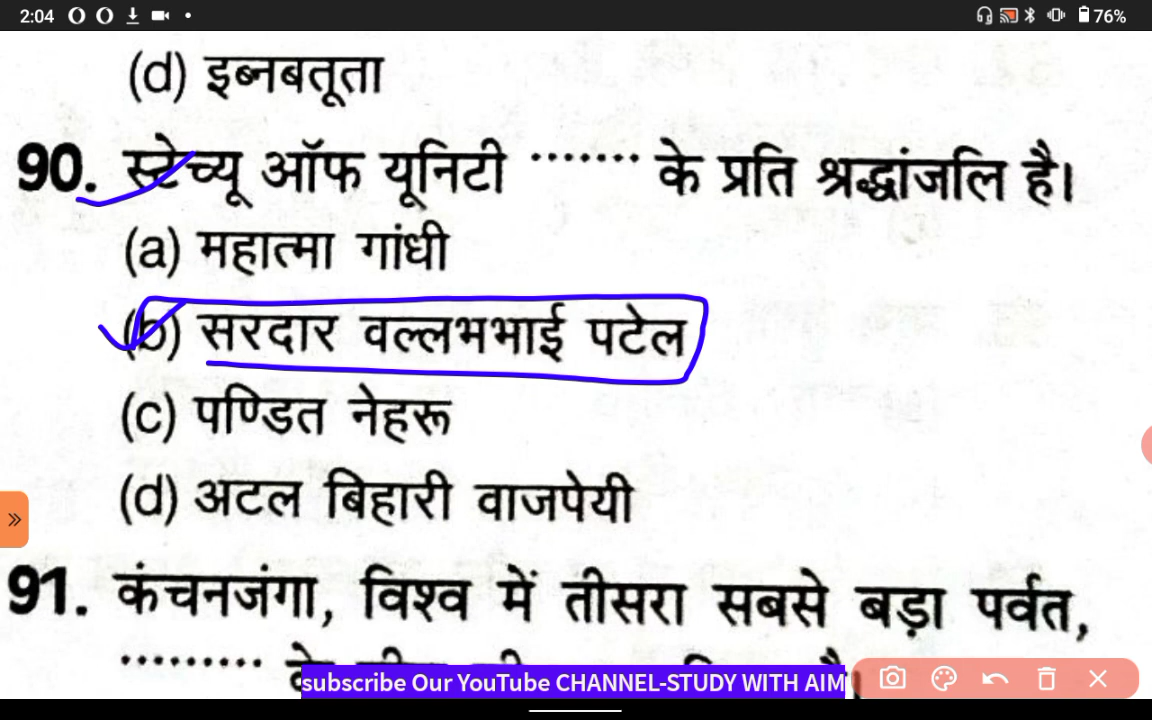 2:04
76%
(d) इब्नबतूता
90. स्टेच्यू ऑफ यूनिटी ······· के प्रति श्रद्धांजलि है।
(a) महात्मा गांधी
(b) सरदार वल्लभभाई पटेल
(c) पण्डित नेहरू
(d) अटल बिहारी वाजपेयी
91. कंचनजंगा, विश्व में तीसरा सबसे बड़ा पर्वत,
········· के
subscribe Our YouTube CHANNEL-STUDY WITH AIM